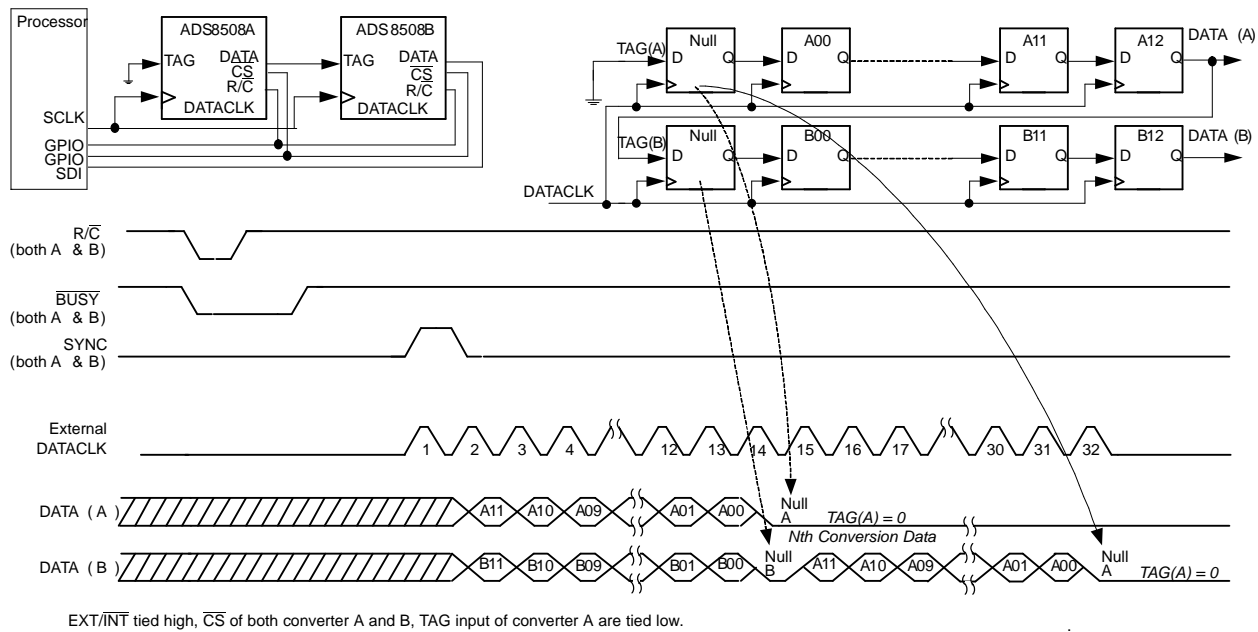 Processor
ADS8508A
ADS8508B
TAG
DATA
CS
R/C
DATACLK
TAG
DATA
CS
R/C
DATACLK
SCLK
GPIO
GPIO
SDI
Null
A00
A11
A12
DATA (A)
TAG(A)
D
Q
D
Q
D
Q
D
Q
Null
B00
B11
B12
DATA (B)
TAG(B)
D
Q
D
Q
D
Q
D
Q
DATACLK
R/C
(both A & B)
BUSY
(both A & B)
SYNC
(both A & B)
External
DATACLK
1 2 3 4 12 13 14 15 16 17 30 31 32
DATA (A)
A11 A10 A09 A01 A00
Null
A
TAG(A) = 0
Nth Conversion Data
DATA (B)
B11 B10 B09 B01 B00
Null
B
A11 A10 A09 A01 A00
Null
A
TAG(A) = 0
EXT/INT tied high, CS of both converter A and B, TAG input of converter A are tied low.